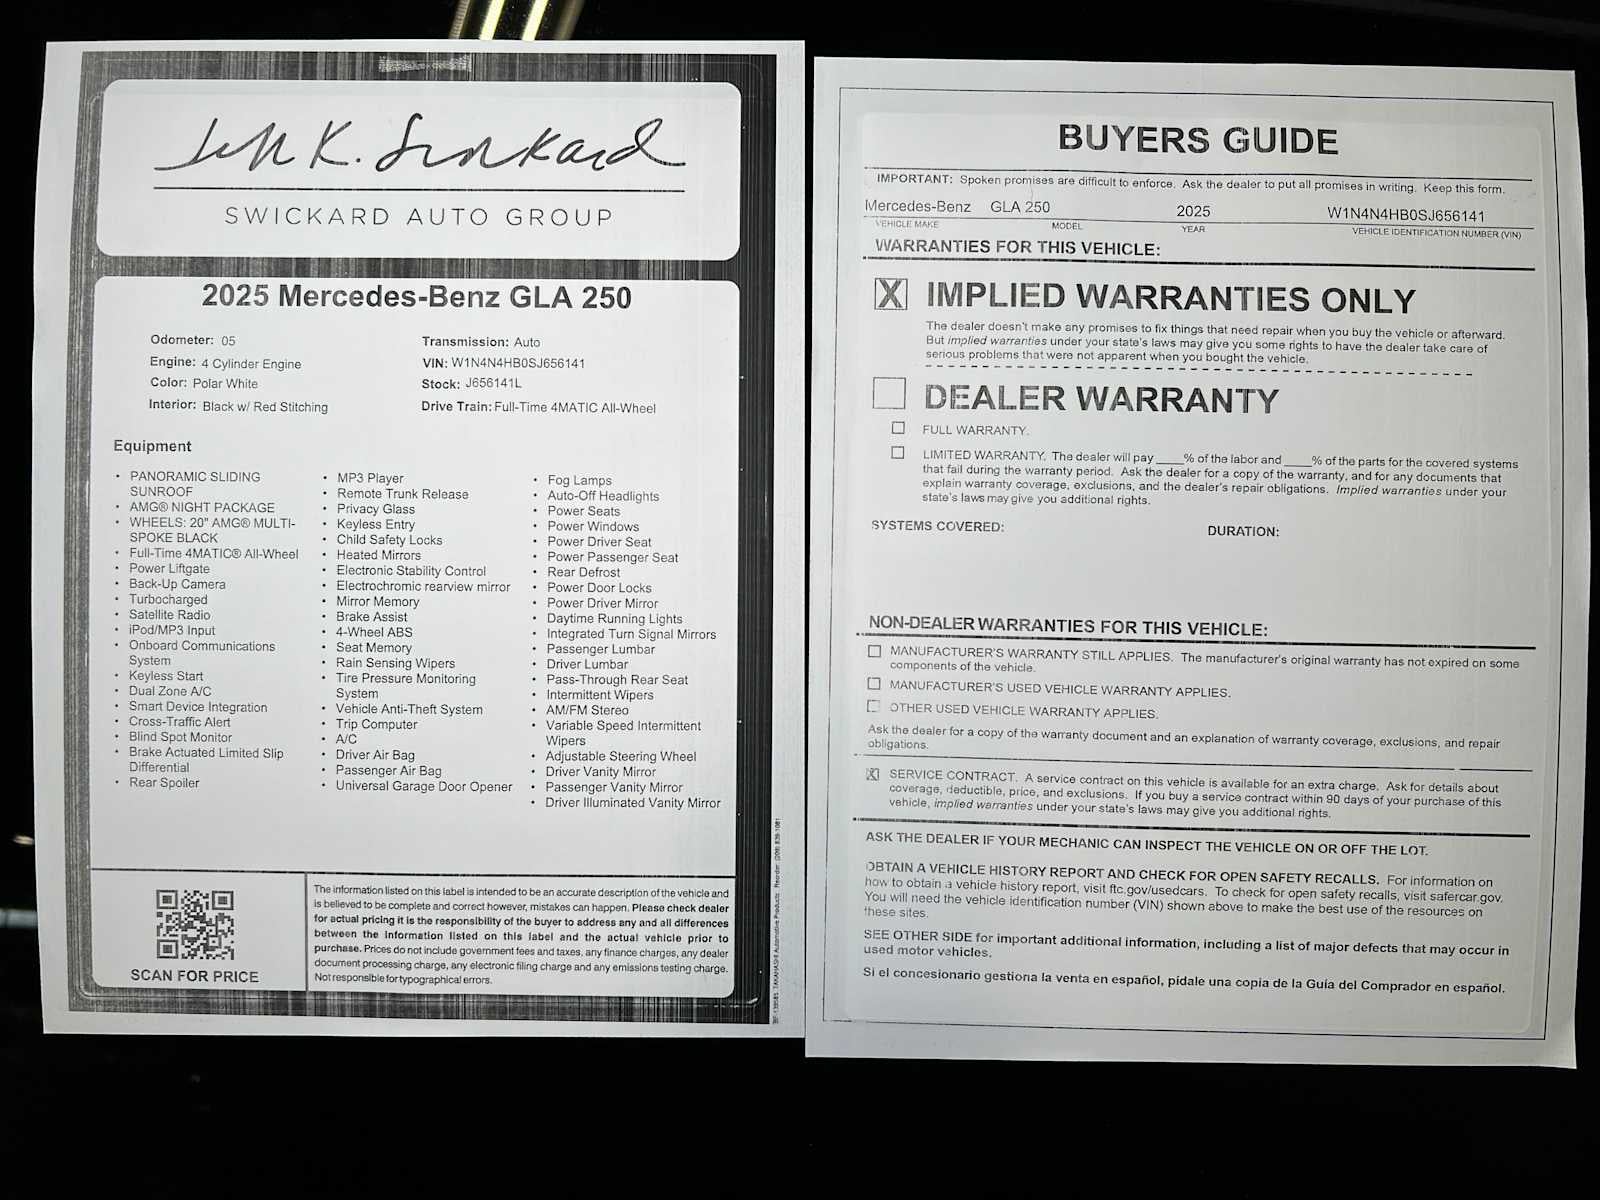 Jeff K. Swickard
SWICKARD AUTO GROUP
2025 Mercedes-Benz GLA 250
Odometer: 05
Engine: 4 Cylinder Engine
Color: Polar White
Interior: Black w/ Red Stitching
Transmission: Auto
VIN: W1N4N4HB0SJ656141
Stock: J656141L
Drive Train: Full-Time 4MATIC All-Wheel
Equipment
• PANORAMIC SLIDING
SUNROOF
• AMG® NIGHT PACKAGE
• WHEELS: 20" AMG® MULTI-
SPOKE BLACK
• Full-Time 4MATIC® All-Wheel
• Power Liftgate
• Back-Up Camera
• Turbocharged
• Satellite Radio
• iPod/MP3 Input
• Onboard Communications
System
• Keyless Start
• Dual Zone A/C
• Smart Device Integration
• Cross-Traffic Alert
• Blind Spot Monitor
• Brake Actuated Limited Slip
Differential
• Rear Spoiler
• MP3 Player
• Remote Trunk Release
• Privacy Glass
• Keyless Entry
• Child Safety Locks
• Heated Mirrors
• Electronic Stability Control
• Electrochromic rearview mirror
• Mirror Memory
• Brake Assist
• 4-Wheel ABS
• Seat Memory
• Rain Sensing Wipers
• Tire Pressure Monitoring
System
• Vehicle Anti-Theft System
• Trip Computer
• A/C
• Driver Air Bag
• Passenger Air Bag
• Universal Garage Door Opener
• Fog Lamps
• Auto-Off Headlights
• Power Seats
• Power Windows
• Power Driver Seat
• Power Passenger Seat
• Rear Defrost
• Power Door Locks
• Power Driver Mirror
• Daytime Running Lights
• Integrated Turn Signal Mirrors
• Passenger Lumbar
• Driver Lumbar
• Pass-Through Rear Seat
• Intermittent Wipers
• AM/FM Stereo
• Variable Speed Intermittent
Wipers
• Adjustable Steering Wheel
• Driver Vanity Mirror
• Passenger Vanity Mirror
• Driver Illuminated Vanity Mirror
SCAN FOR PRICE
The information listed on this label is intended to be an accurate description of the vehicle and
is believed to be complete and correct however, mistakes can happen. Please check dealer
for actual pricing it is the responsibility of the buyer to address any and all differences
between the information listed on this label and the actual vehicle prior to
purchase. Prices do not include government fees and taxes, any finance charges, any dealer
document processing charge, any electronic filing charge and any emissions testing charge.
Not responsible for typographical errors.
TAKAHASHI Automotive Products Reorder
BUYERS GUIDE
IMPORTANT: Spoken promises are difficult to enforce. Ask the dealer to put all promises in writing. Keep this form.
Mercedes-Benz GLA 250 2025 W1N4N4HB0SJ656141
VEHICLE MAKE MODEL YEAR VEHICLE IDENTIFICATION NUMBER (VIN)
WARRANTIES FOR THIS VEHICLE:
X IMPLIED WARRANTIES ONLY
The dealer doesn't make any promises to fix things that need repair when you buy the vehicle or afterward.
But implied warranties under your state's laws may give you some rights to have the dealer take care of
serious problems that were not apparent when you bought the vehicle.
DEALER WARRANTY
FULL WARRANTY.
LIMITED WARRANTY. The dealer will pay ____% of the labor and ____% of the parts for the covered systems
that fail during the warranty period. Ask the dealer for a copy of the warranty, and for any documents that
explain warranty coverage, exclusions, and the dealer's repair obligations. Implied warranties under your
state's laws may give you additional rights.
SYSTEMS COVERED: DURATION:
NON-DEALER WARRANTIES FOR THIS VEHICLE:
MANUFACTURER'S WARRANTY STILL APPLIES. The manufacturer's original warranty has not expired on some
components of the vehicle.
MANUFACTURER'S USED VEHICLE WARRANTY APPLIES.
OTHER USED VEHICLE WARRANTY APPLIES.
Ask the dealer for a copy of the warranty document and an explanation of warranty coverage, exclusions, and repair
obligations.
X SERVICE CONTRACT. A service contract on this vehicle is available for an extra charge. Ask for details about
coverage, deductible, price, and exclusions. If you buy a service contract within 90 days of your purchase of this
vehicle, implied warranties under your state's laws may give you additional rights.
ASK THE DEALER IF YOUR MECHANIC CAN INSPECT THE VEHICLE ON OR OFF THE LOT.
OBTAIN A VEHICLE HISTORY REPORT AND CHECK FOR OPEN SAFETY RECALLS. For information on
how to obtain a vehicle history report, visit ftc.gov/usedcars. To check for open safety recalls, visit safercar.gov.
You will need the vehicle identification number (VIN) shown above to make the best use of the resources on
these sites.
SEE OTHER SIDE for important additional information, including a list of major defects that may occur in
used motor vehicles.
Si el concesionario gestiona la venta en español, pídale una copia de la Guía del Comprador en español.